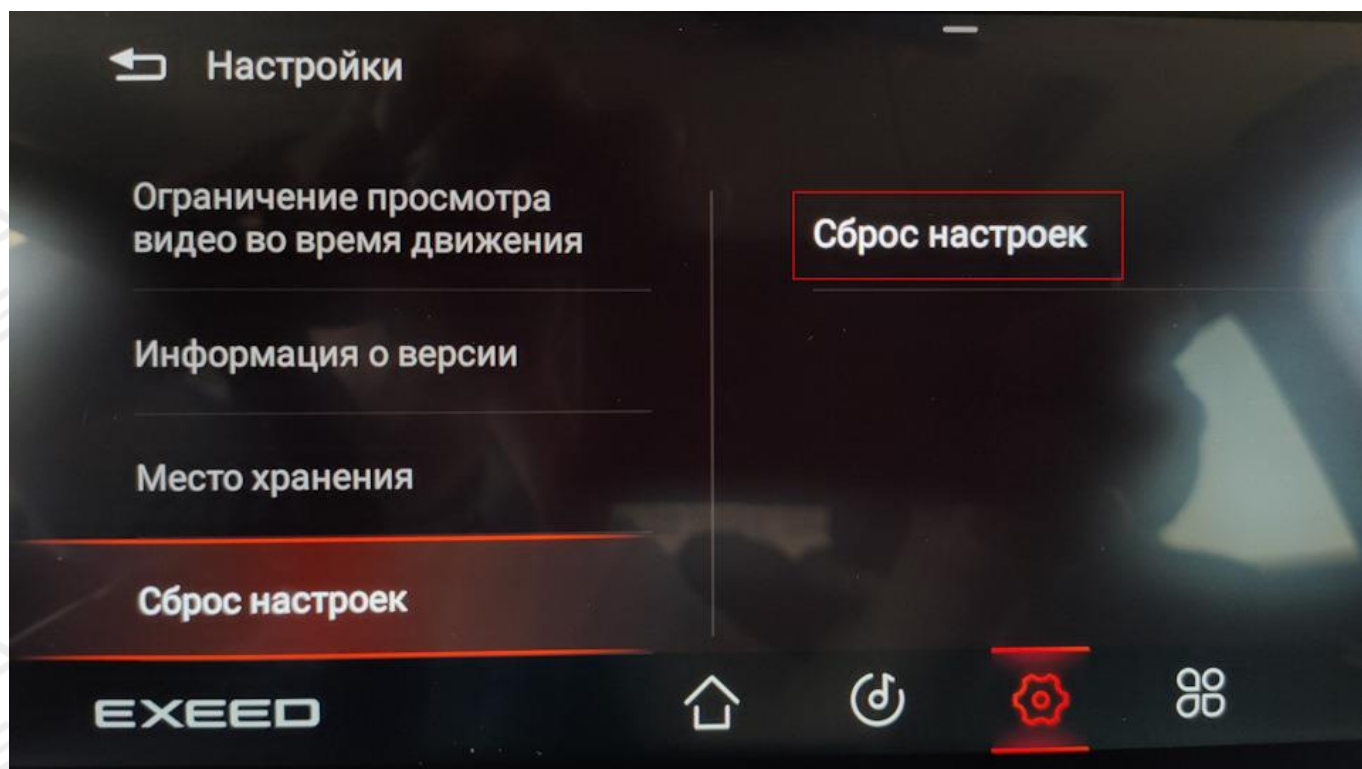 Настройки
Ограничение просмотра
видео во время движения
Информация о версии
Место хранения
Сброс настроек
Сброс настроек
EXEED